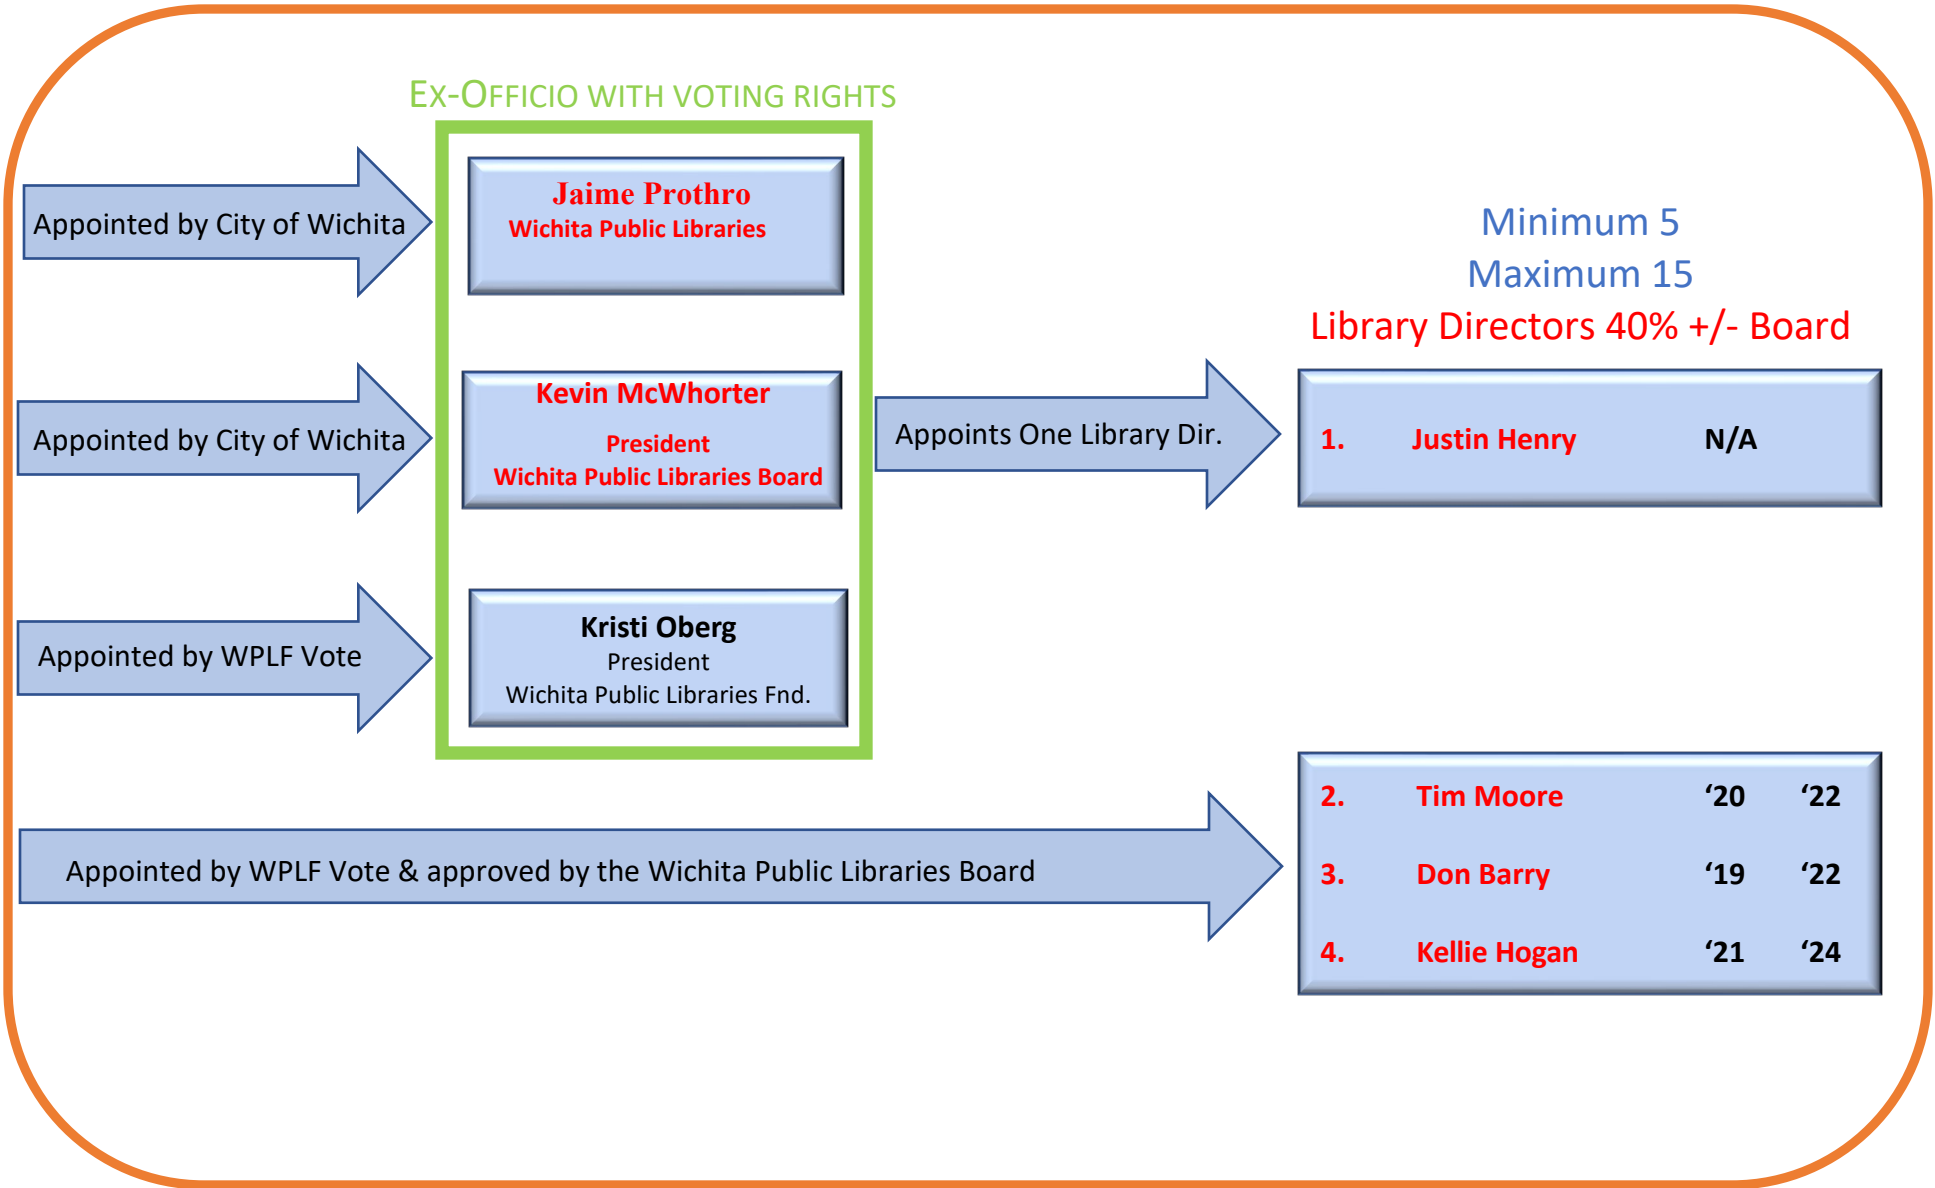 EX-OFFICIO WITH VOTING RIGHTS
Appointed by City of Wichita
Jaime Prothro
Wichita Public Libraries
Minimum 5
Maximum 15
Library Directors 40% +/- Board
Appointed by City of Wichita
Kevin McWhorter
President
Wichita Public Libraries Board
Appoints One Library Dir.
1. Justin Henry N/A
Appointed by WPLF Vote
Kristi Oberg
President
Wichita Public Libraries Fnd.
Appointed by WPLF Vote & approved by the Wichita Public Libraries Board
2. Tim Moore ‘20 ‘22
3. Don Barry ‘19 ‘22
4. Kellie Hogan ‘21 ‘24